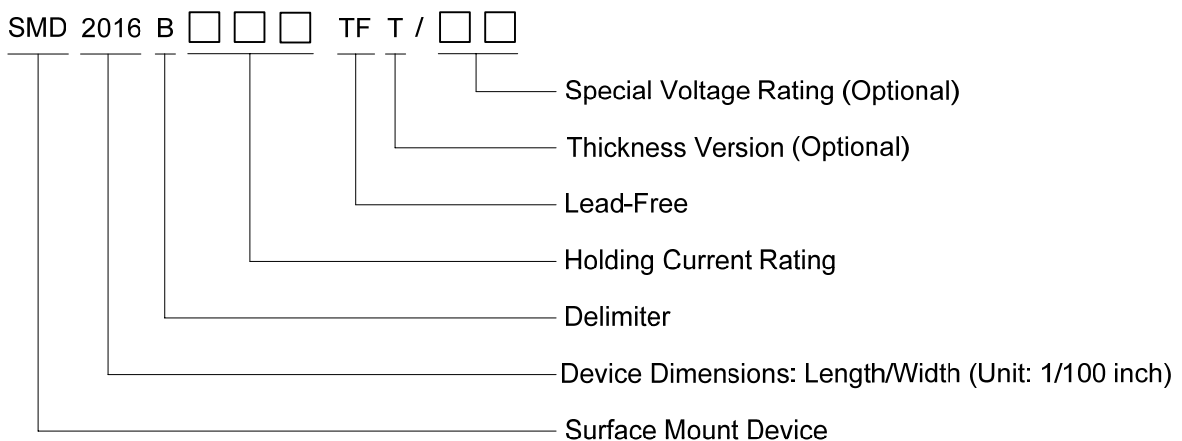 SMD 2016 B □ □ □ TF T / □ □
Special Voltage Rating (Optional)
Thickness Version (Optional)
Lead-Free
Holding Current Rating
Delimiter
Device Dimensions: Length/Width (Unit: 1/100 inch)
Surface Mount Device